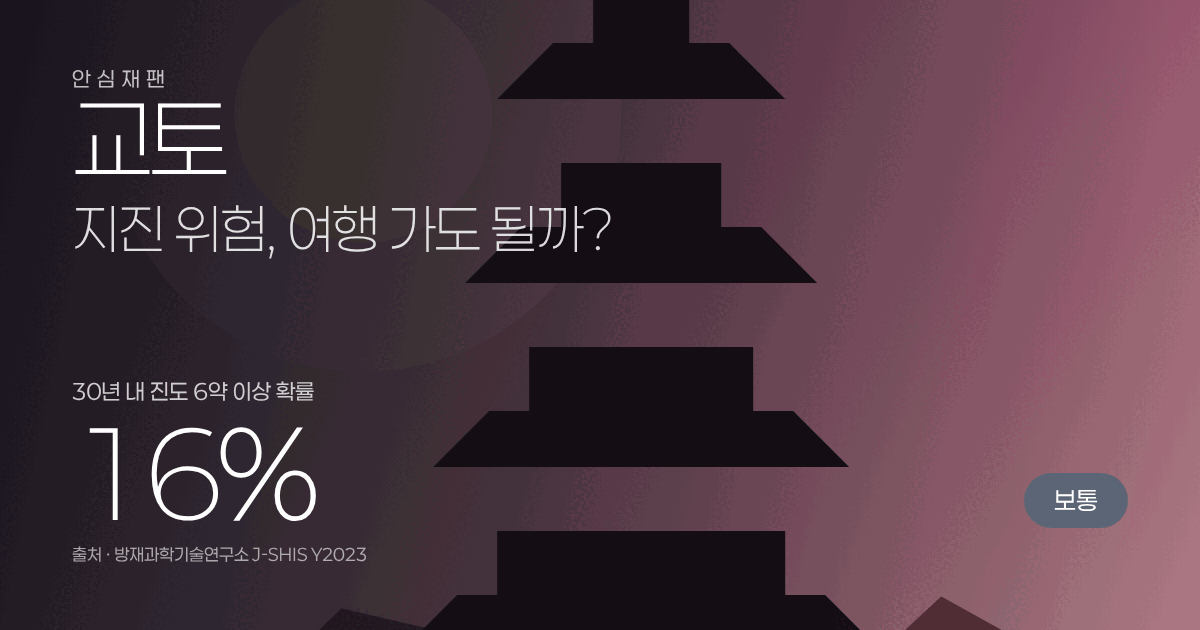 안심재팬
교토
지진 위험, 여행 가도 될까?
30년 내 진도 6약 이상 확률
16%
출처 · 방재과학기술연구소 J-SHIS Y2023
보통